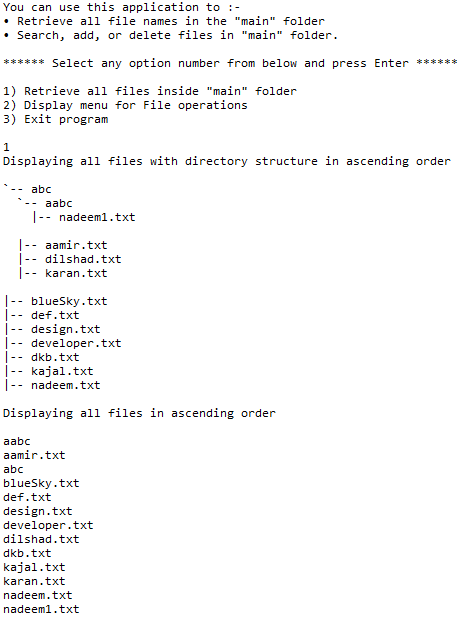 You can use this application to :-
• Retrieve all file names in the "main" folder
• Search, add, or delete files in "main" folder.
****** Select any option number from below and press Enter ******
1) Retrieve all files inside "main" folder
2) Display menu for File operations
3) Exit program
1
Displaying all files with directory structure in ascending order
`-- abc
  `-- aabc
    |-- nadeem1.txt
  |-- aamir.txt
  |-- dilshad.txt
  |-- karan.txt
|-- blueSky.txt
|-- def.txt
|-- design.txt
|-- developer.txt
|-- dkb.txt
|-- kajal.txt
|-- nadeem.txt
Displaying all files in ascending order
aabc
aamir.txt
abc
blueSky.txt
def.txt
design.txt
developer.txt
dilshad.txt
dkb.txt
kajal.txt
karan.txt
nadeem.txt
nadeem1.txt